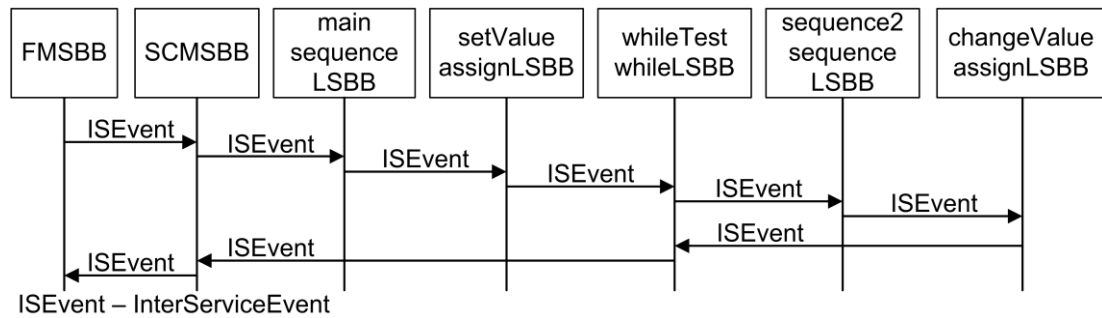 FMSBB
SCMSBB
main
sequence
LSBB
setValue
assignLSBB
whileTest
whileLSBB
sequence2
sequence
LSBB
changeValue
assignLSBB
ISEvent
ISEvent
ISEvent
ISEvent
ISEvent
ISEvent
ISEvent
ISEvent
ISEvent
ISEvent – InterServiceEvent